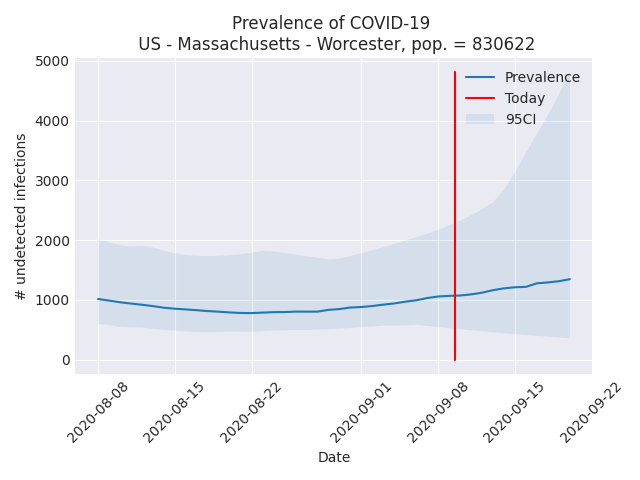 Prevalence of COVID-19
US - Massachusetts - Worcester, pop. = 830622
5000
4000
3000
2000
1000
0
# undetected infections
Prevalence
Today
95CI
2020-08-08
2020-08-15
2020-08-22
2020-09-01
2020-09-08
2020-09-15
2020-09-22
Date